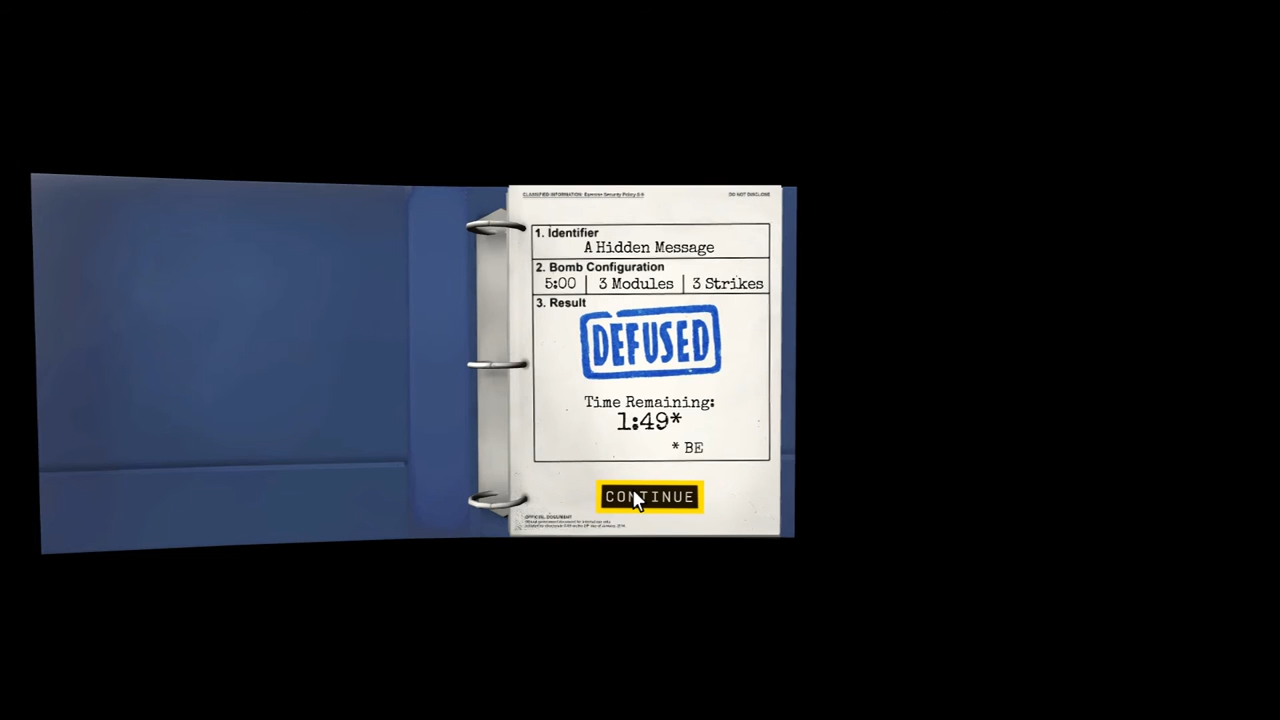 CLASSIFIED INFORMATION
DO NOT DISCLOSE
1. Identifier
A Hidden Message
2. Bomb Configuration
5:00 3 Modules 3 Strikes
3. Result
DEFUSED
Time Remaining:
1:49*
* BE
CONTINUE
OFFICIAL DOCUMENT